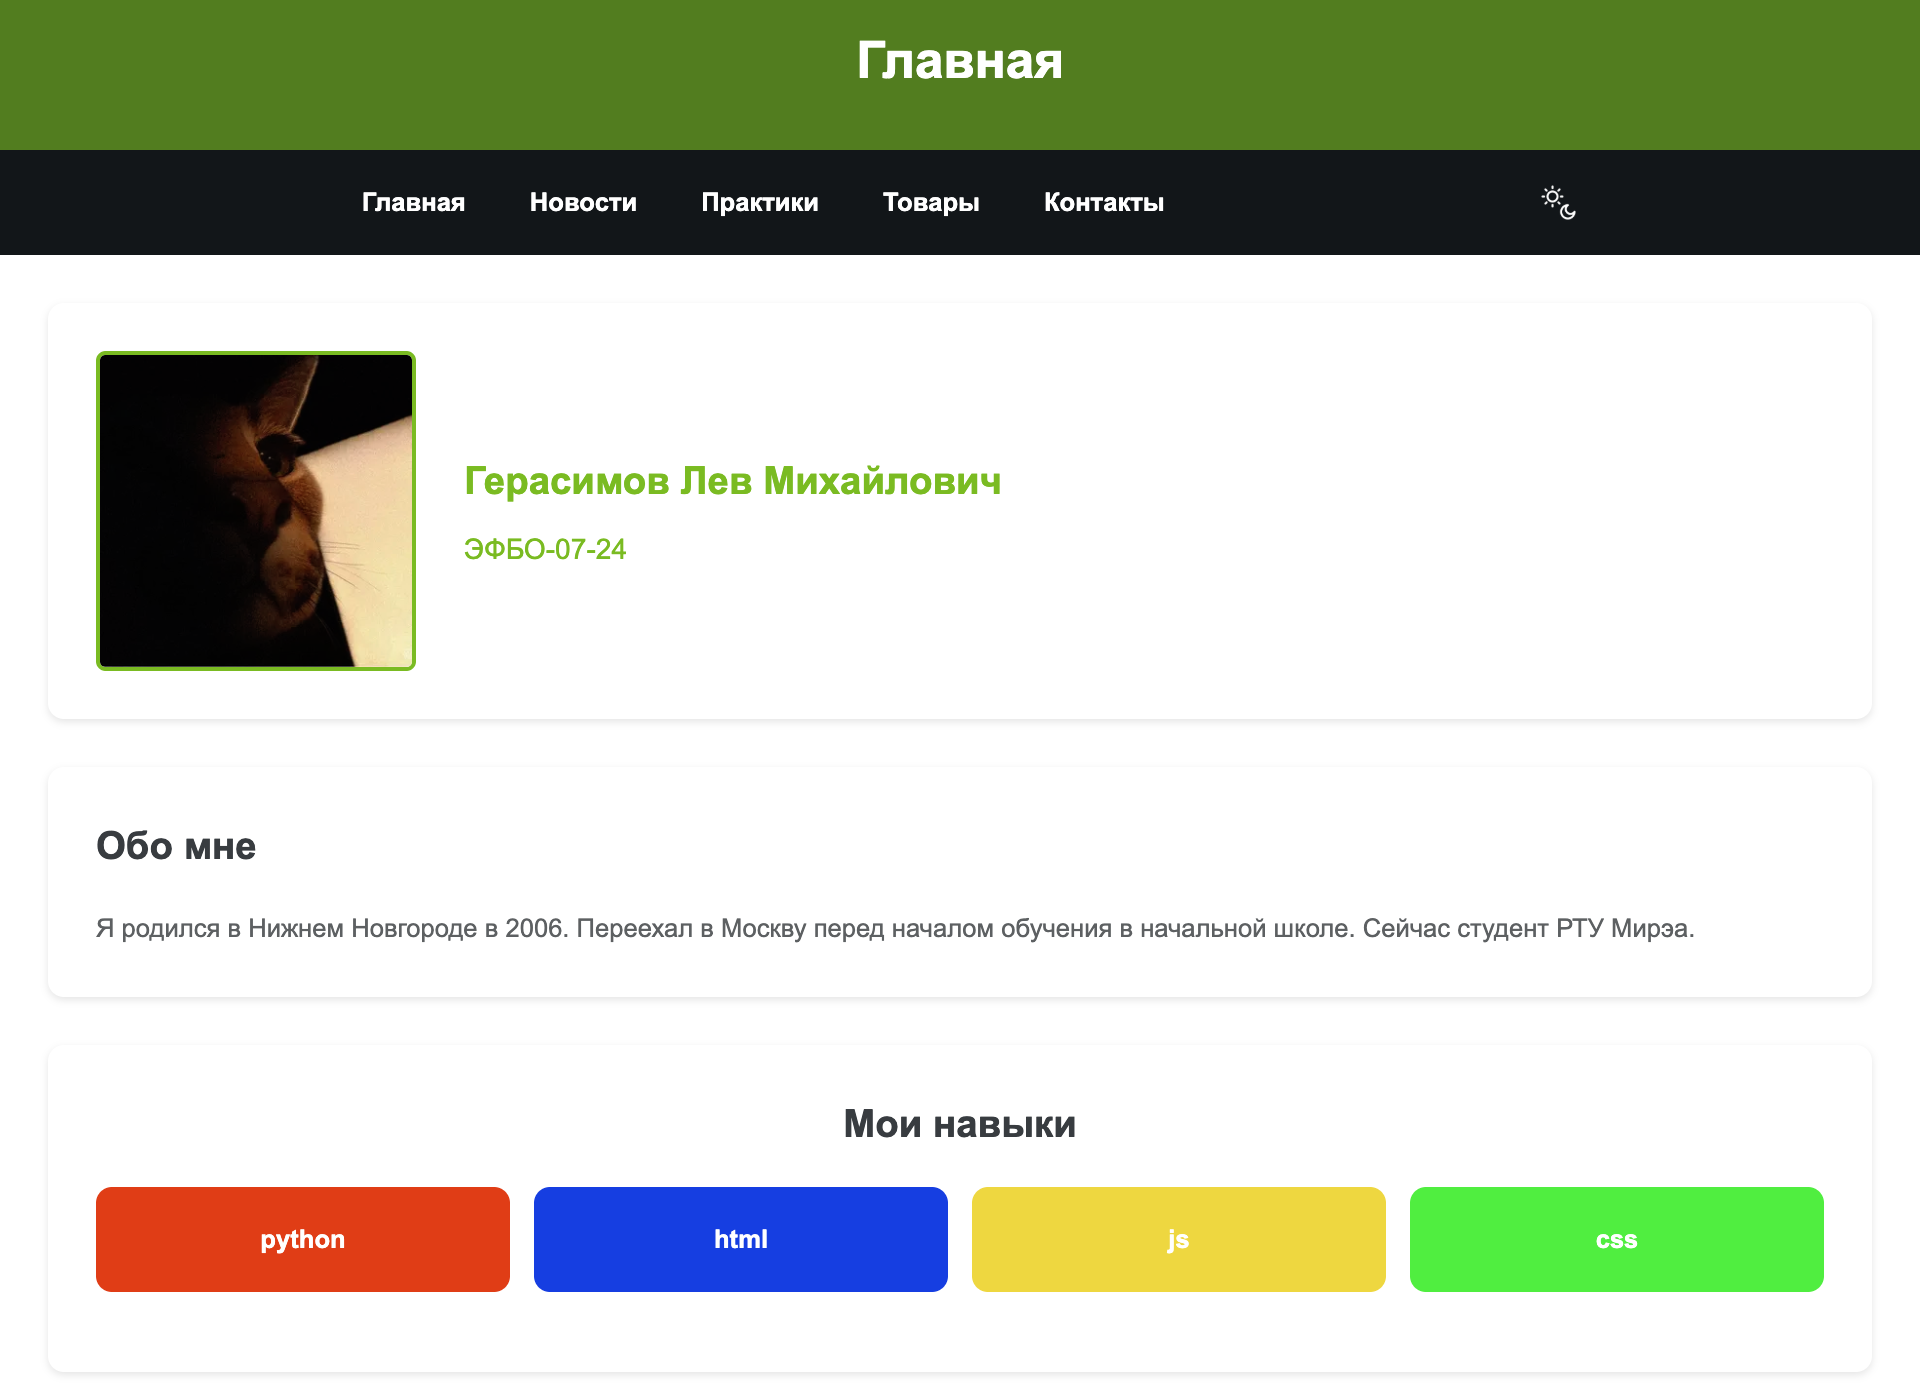 Главная
Главная Новости Практики Товары Контакты
Герасимов Лев Михайлович
ЭФБО-07-24
Обо мне
Я родился в Нижнем Новгороде в 2006. Переехал в Москву перед началом обучения в начальной школе. Сейчас студент РТУ Мирэа.
Мои навыки
python html js css